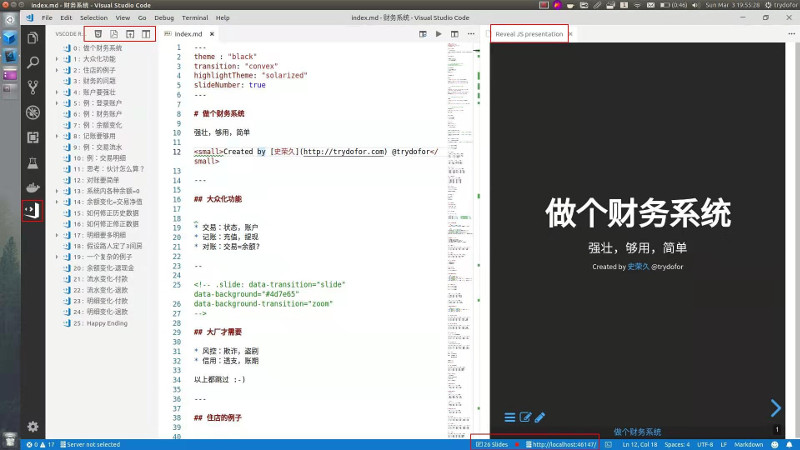 index.md - 财务系统 - Visual Studio Code
(0:46)
Sun Mar 3 19:55:28
trydofor
File Edit Selection View Go Debug Terminal Help
index.md - 财务系统 - Visual Studio Code
VSCODE R...
index.md
Reveal JS presentation
0 : 做个财务系统
1 : 大众化功能
2 : 住店的例子
3 : 财务的问题
4 : 账户要强壮
5 : 例：登录账户
6 : 例：财务账户
7 : 例：余额变化
8 : 记账要够用
9 : 例：交易流水
10 : 例：交易明细
11 : 思考：伙计怎么算？
12 : 对账要简单
13 : 系统内各种余额=0
14 : 余额变化=交易净值
15 : 如何修正历史数据
16 : 如何修正修正数据
17 : 明细要多明细
18 : 假设路人定了3间房
19 : 一个复杂的例子
20 : 余额变化-退现金
21 : 流水变化-付款
22 : 流水变化-退款
23 : 明细变化-付款
24 : 明细变化-退款
25 : Happy Ending
1 ---
2 theme : "black"
3 transition: "convex"
4 highlightTheme: "solarized"
5 slideNumber: true
6 ---
7
8 # 做个财务系统
9
10 强壮，够用，简单
11
12 <small>Created by [史荣久](http://trydofor.com) @trydofor</
small>
13
14 ---
15
16 ## 大众化功能
17
18
19 * 交易：状态，账户
20 * 记账：充值，提现
21 * 对账：交易=余额?
22
23 --
24
25 <!-- .slide: data-transition="slide"
data-background="#4d7e65"
26 data-background-transition="zoom"
27 -->
28
29 ## 大厂才需要
30
31 * 风控：欺诈，盗刷
32 * 信用：透支，账期
33
34 以上都跳过 :-)
35
36 ---
37
38 ## 住店的例子
39
40
做个财务系统
强壮，够用，简单
Created by 史荣久 @trydofor
做个财务系统
1
0 17
Server not selected
26 Slides
http://localhost:46147/
Ln 12, Col 18
Spaces: 4
UTF-8
LF
Markdown